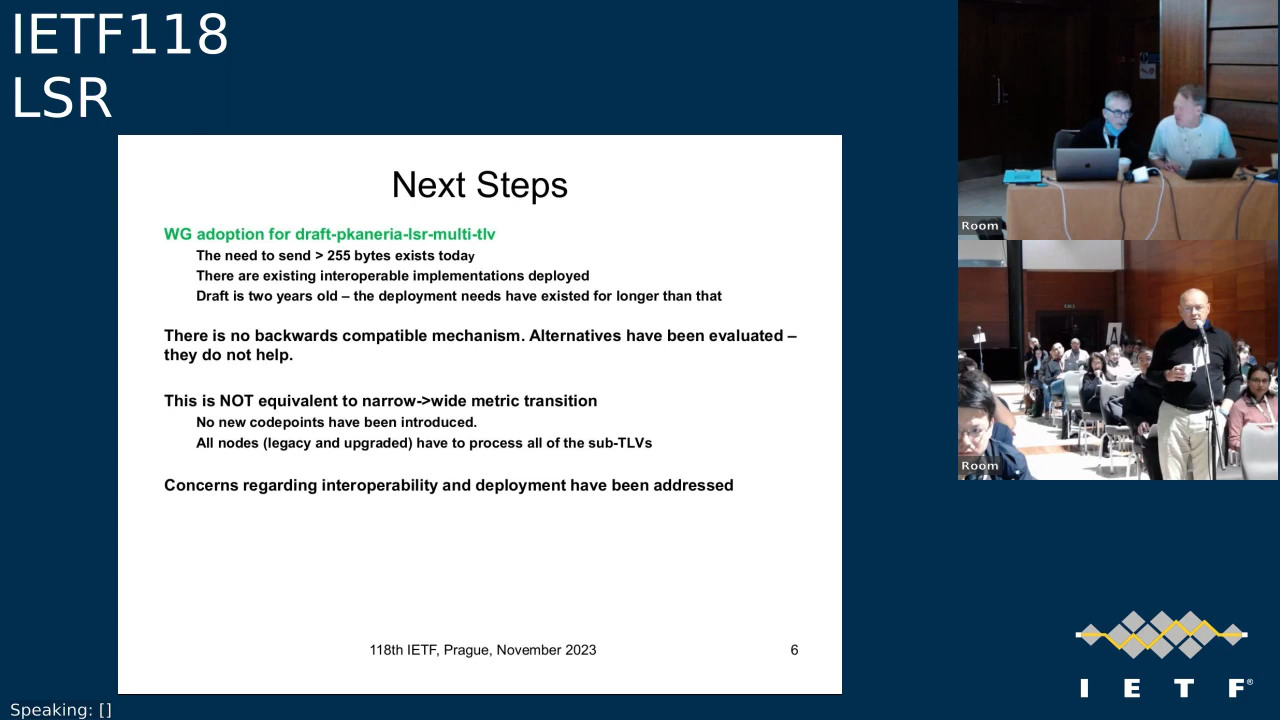 IETF118
LSR
Next Steps
WG adoption for draft-pkaneria-lsr-multi-tlv
The need to send > 255 bytes exists today
There are existing interoperable implementations deployed
Draft is two years old – the deployment needs have existed for longer than that
There is no backwards compatible mechanism. Alternatives have been evaluated –
they do not help.
This is NOT equivalent to narrow->wide metric transition
No new codepoints have been introduced.
All nodes (legacy and upgraded) have to process all of the sub-TLVs
Concerns regarding interoperability and deployment have been addressed
118th IETF, Prague, November 2023
6
Room
Room
I E T F®
Speaking: []